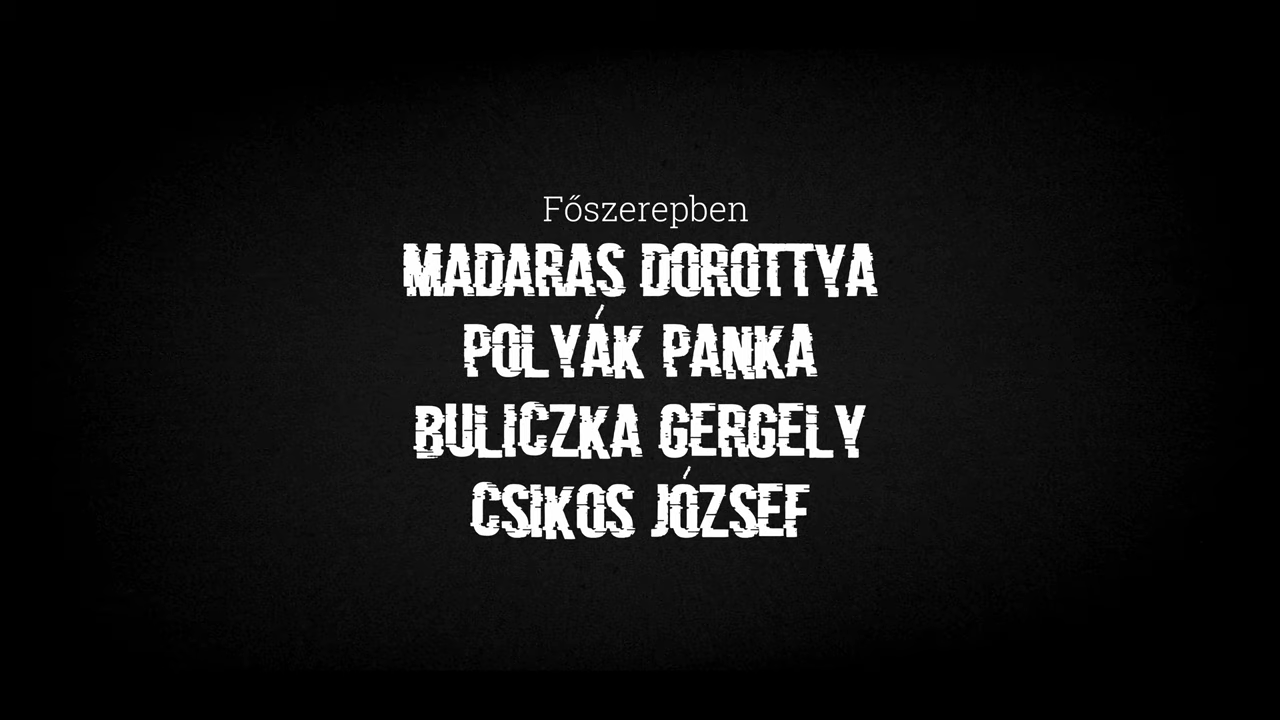 Főszerepben
MADARAS DOROTTYA
POLYÁK PANKA
BULICZKA GERGELY
CSIKOS JÓZSEF